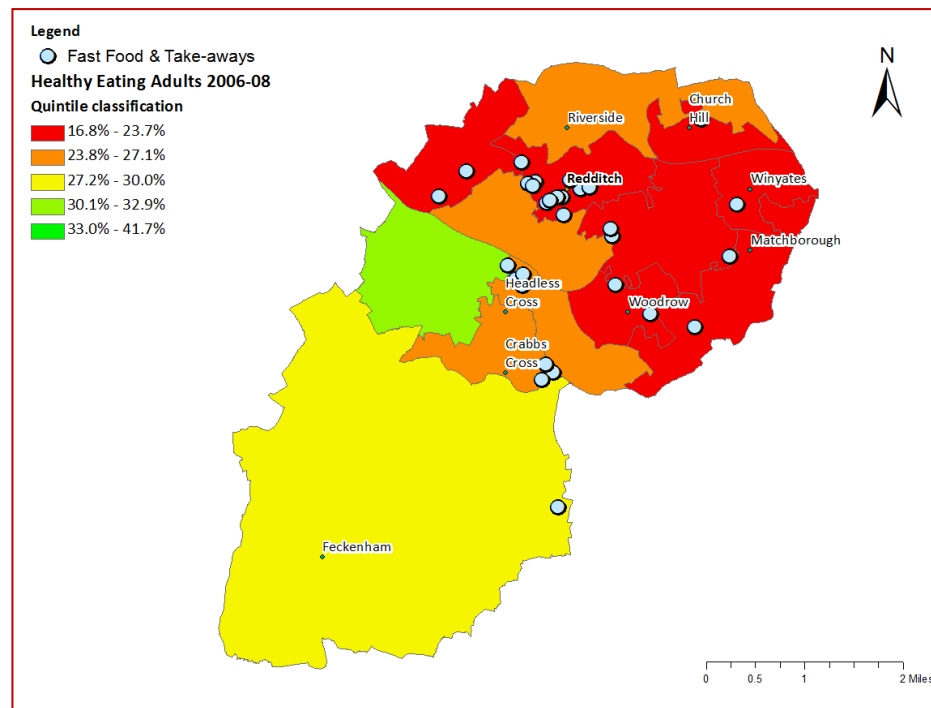 Legend
Fast Food & Take-aways
Healthy Eating Adults 2006-08
Quintile classification
16.8% - 23.7%
23.8% - 27.1%
27.2% - 30.0%
30.1% - 32.9%
33.0% - 41.7%
N
Church
Hill
Riverside
Redditch
Winyates
Matchborough
Headless
Cross
Woodrow
Crabbs
Cross
Feckenham
0 0.5 1 2 Miles